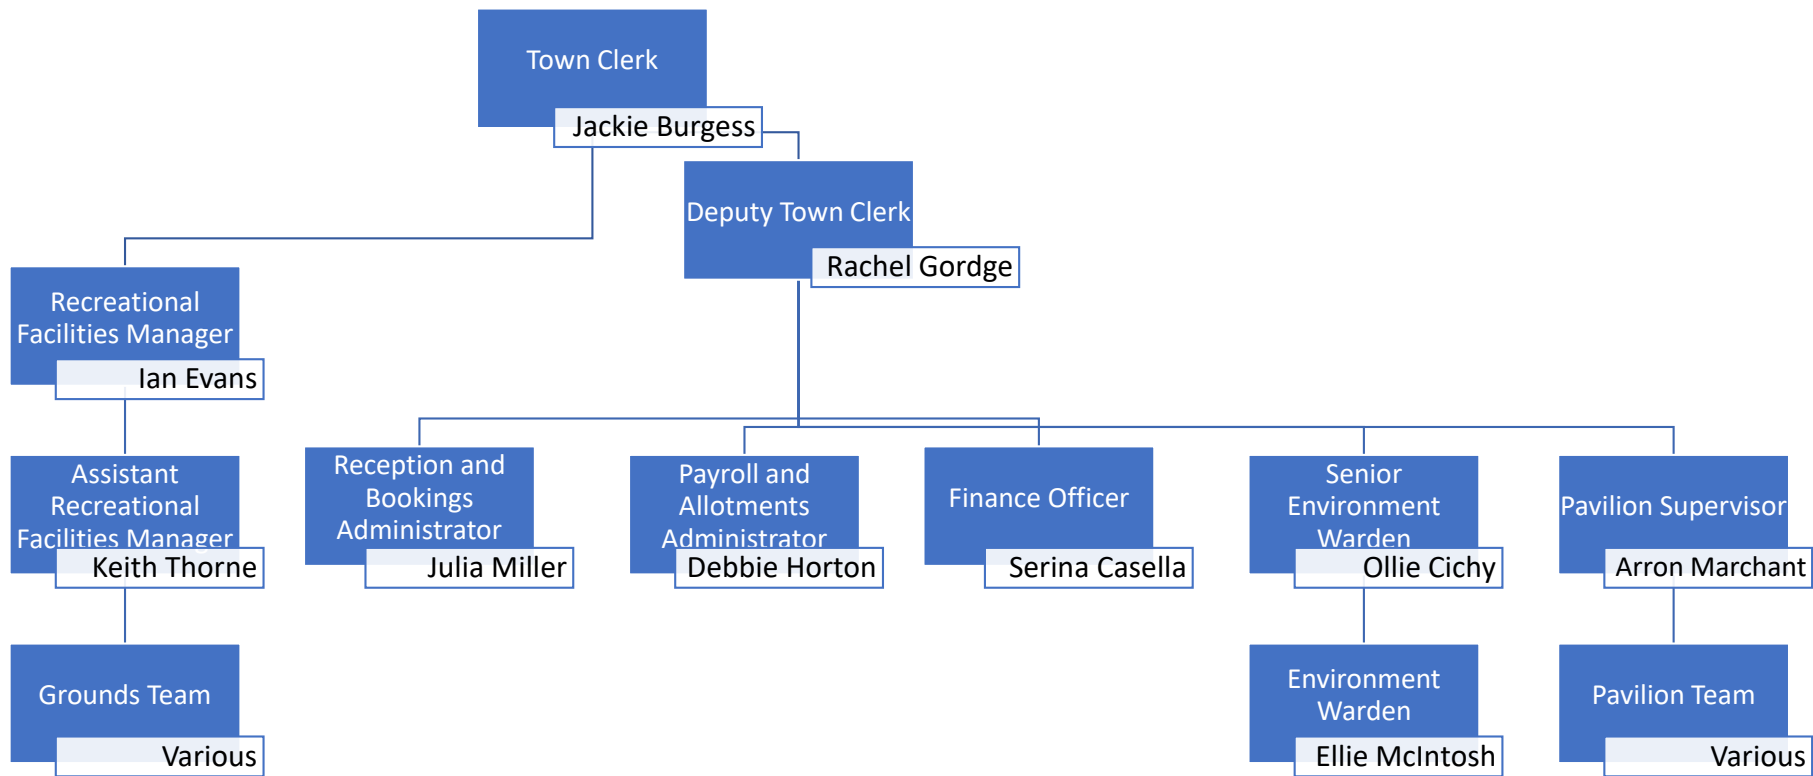 Town Clerk
Jackie Burgess
Deputy Town Clerk
Rachel Gordge
Recreational
Facilities Manager
Ian Evans
Assistant
Recreational
Facilities Manager
Keith Thorne
Reception and
Bookings
Administrator
Julia Miller
Payroll and
Allotments
Administrator
Debbie Horton
Finance Officer
Serina Casella
Senior
Environment
Warden
Ollie Cichy
Pavilion Supervisor
Arron Marchant
Grounds Team
Various
Environment
Warden
Ellie McIntosh
Pavilion Team
Various